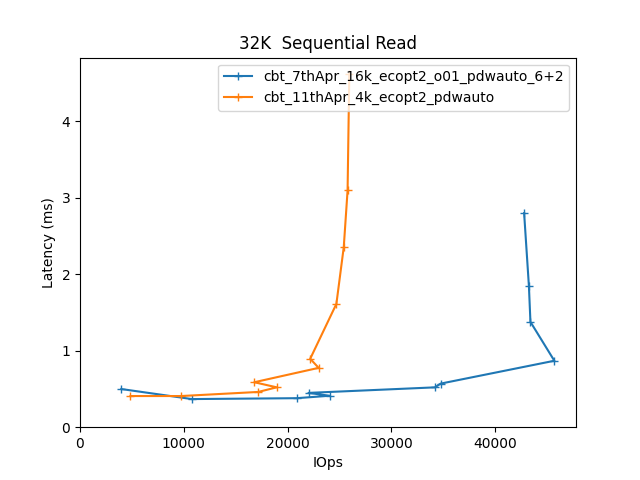 32K  Sequential Read
cbt_7thApr_16k_ecopt2_o01_pdwauto_6+2
cbt_11thApr_4k_ecopt2_pdwauto
Latency (ms)
4
3
2
1
0
0 10000 20000 30000 40000
IOps